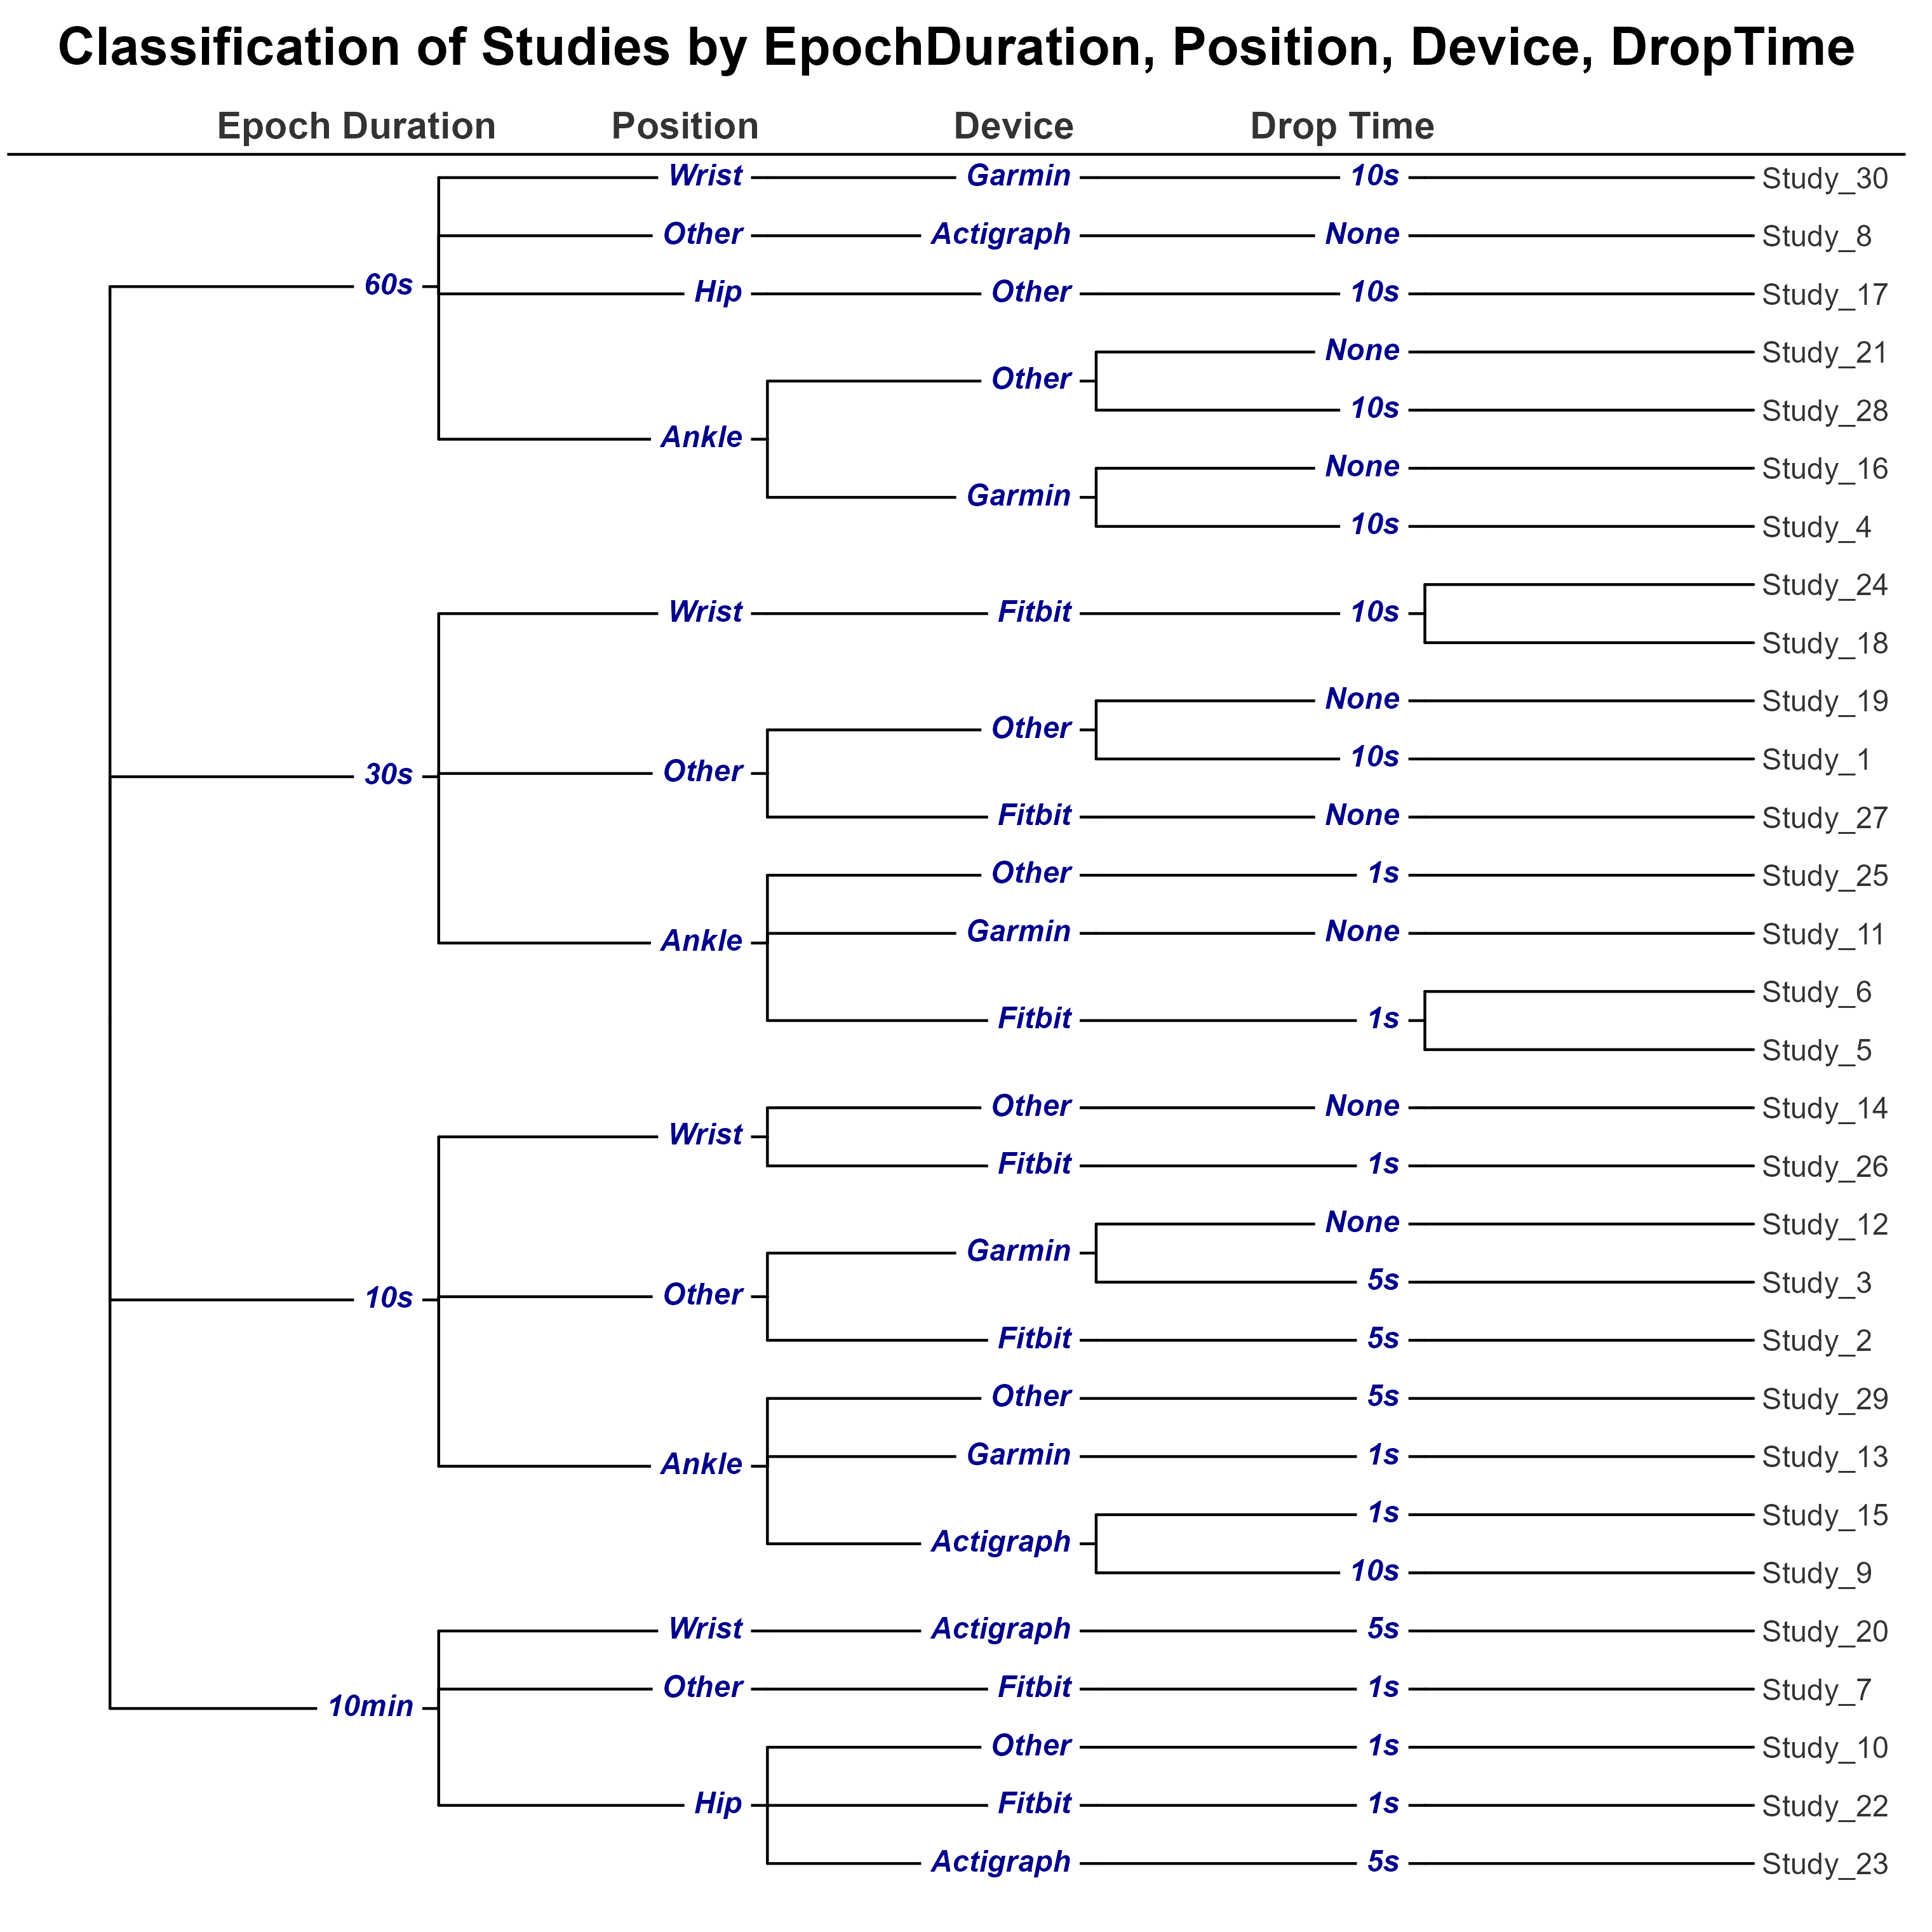 Classification of Studies by EpochDuration, Position, Device, DropTime
Epoch Duration Position Device Drop Time
Wrist Garmin 10s Study_30
Other Actigraph None Study_8
60s
Hip Other 10s Study_17
None Study_21
Other
10s Study_28
Ankle
None Study_16
Garmin
10s Study_4
Study_24
Wrist Fitbit 10s
Study_18
None Study_19
Other
10s Study_1
30s Other
Fitbit None Study_27
Other 1s Study_25
Garmin None Study_11
Ankle
Study_6
Fitbit 1s
Study_5
Other None Study_14
Wrist
Fitbit 1s Study_26
None Study_12
Garmin
5s Study_3
10s Other
Fitbit 5s Study_2
Other 5s Study_29
Garmin 1s Study_13
Ankle
1s Study_15
Actigraph
10s Study_9
Wrist Actigraph 5s Study_20
Other Fitbit 1s Study_7
10min
Other 1s Study_10
Hip Fitbit 1s Study_22
Actigraph 5s Study_23